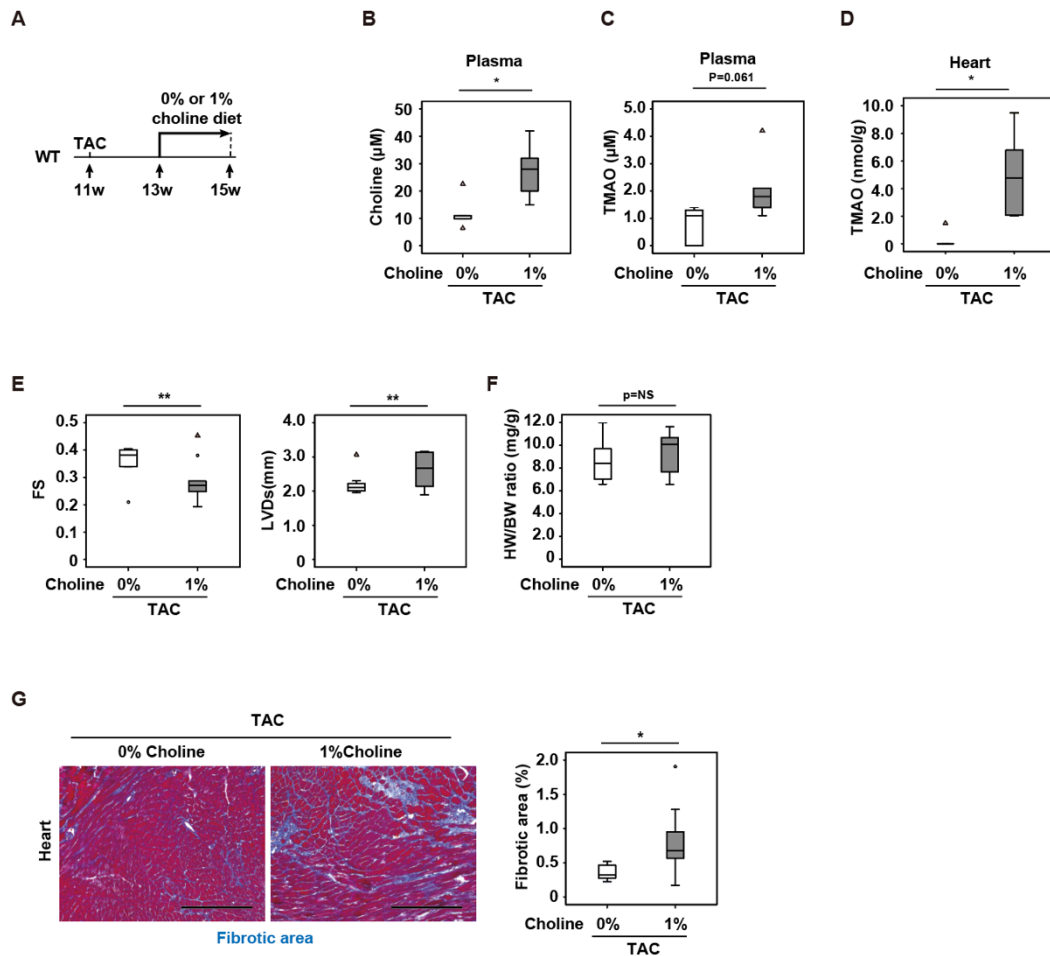 A
0% or 1%
choline diet
TAC
WT
11w 13w 15w
B
Plasma
*
Choline (μM)
50
40
30
20
10
0
Choline 0% 1%
TAC
C
Plasma
P=0.061
TMAO (μM)
5.0
4.0
3.0
2.0
1.0
0
0% 1%
TAC
D
Heart
*
TMAO (nmol/g)
10.0
8.0
6.0
4.0
2.0
0
Choline 0% 1%
TAC
E
**
FS
0.5
0.4
0.3
0.2
0.1
0
Choline 0% 1%
TAC
**
LVDs(mm)
4.0
3.0
2.0
1.0
0
0% 1%
TAC
F
p=NS
HW/BW ratio (mg/g)
12.0
10.0
8.0
6.0
4.0
2.0
0
Choline 0% 1%
TAC
G
TAC
0% Choline 1%Choline
Heart
Fibrotic area
*
Fibrotic area (%)
2.0
1.5
1.0
0.5
0
Choline 0% 1%
TAC